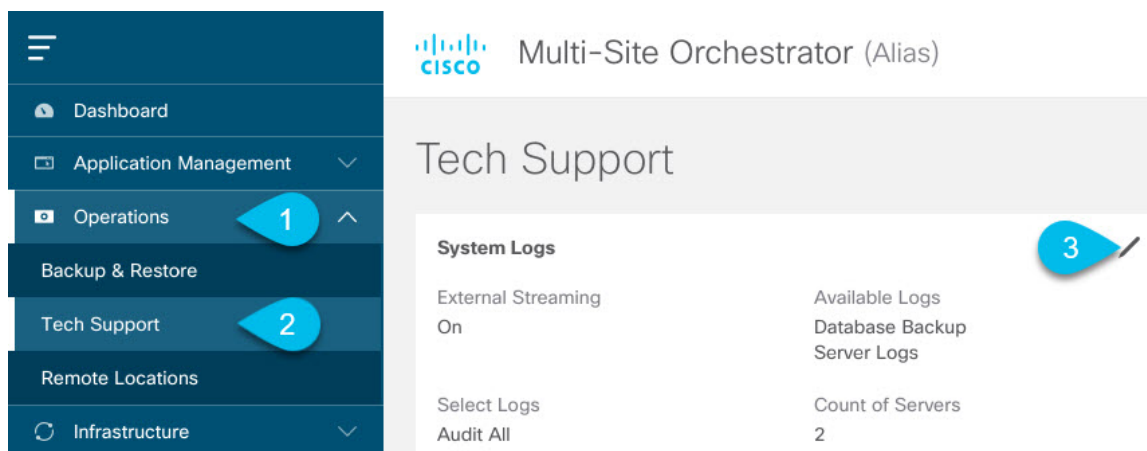 Dashboard
Application Management
Operations
1
Backup & Restore
Tech Support
2
Remote Locations
Infrastructure
CISCO
Multi-Site Orchestrator (Alias)
Tech Support
System Logs
3
External Streaming
On
Available Logs
Database Backup
Server Logs
Select Logs
Audit All
Count of Servers
2